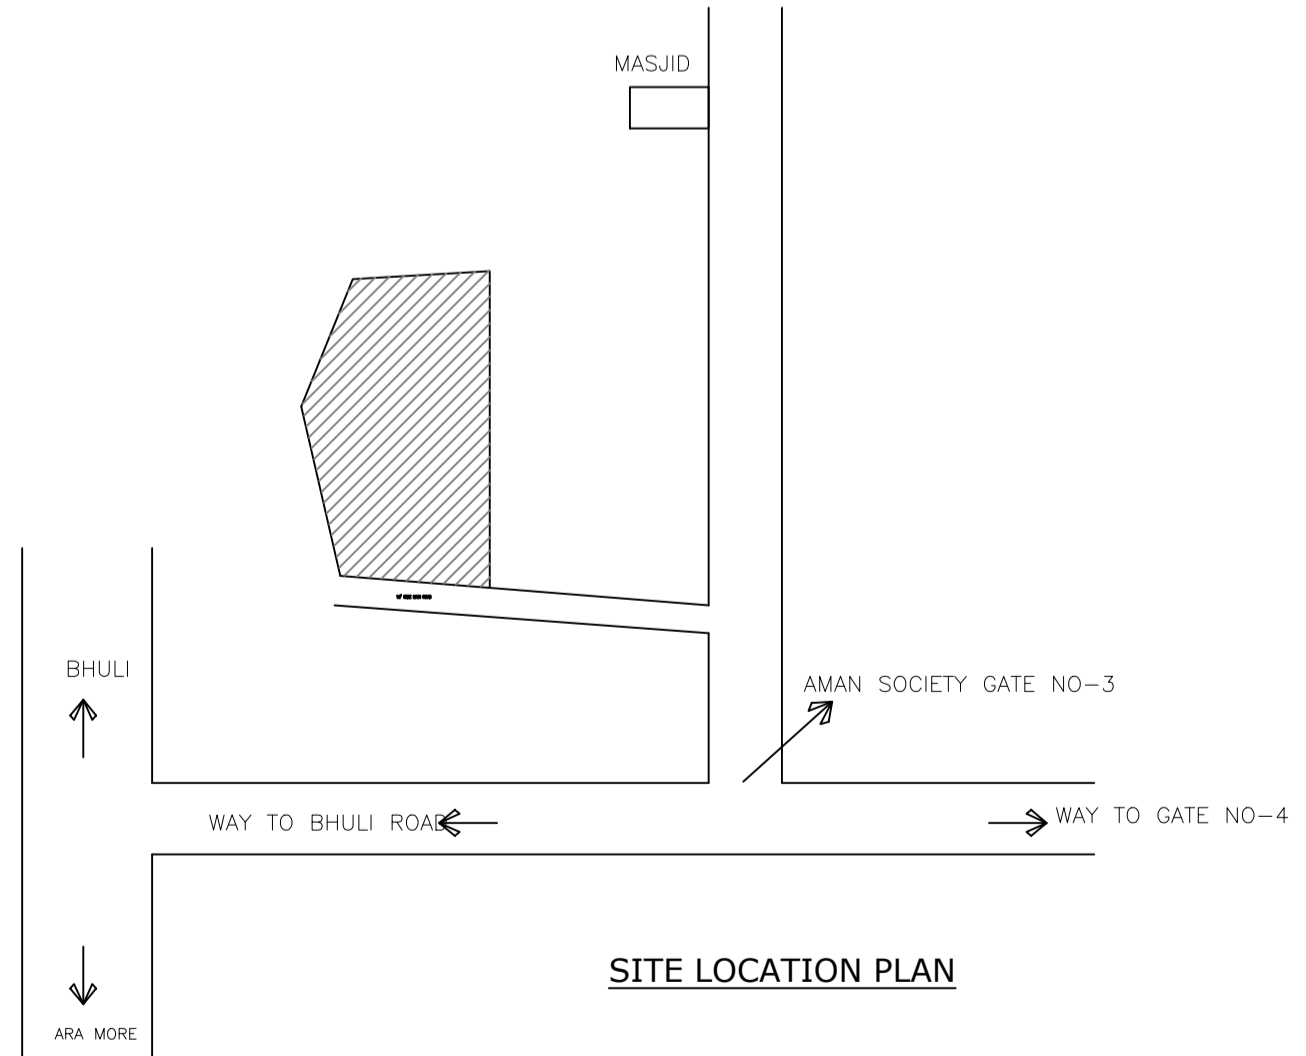 MASJID
BHULI
AMAN SOCIETY GATE NO-3
WAY TO BHULI ROAD
WAY TO GATE NO-4
SITE LOCATION PLAN
ARA MORE